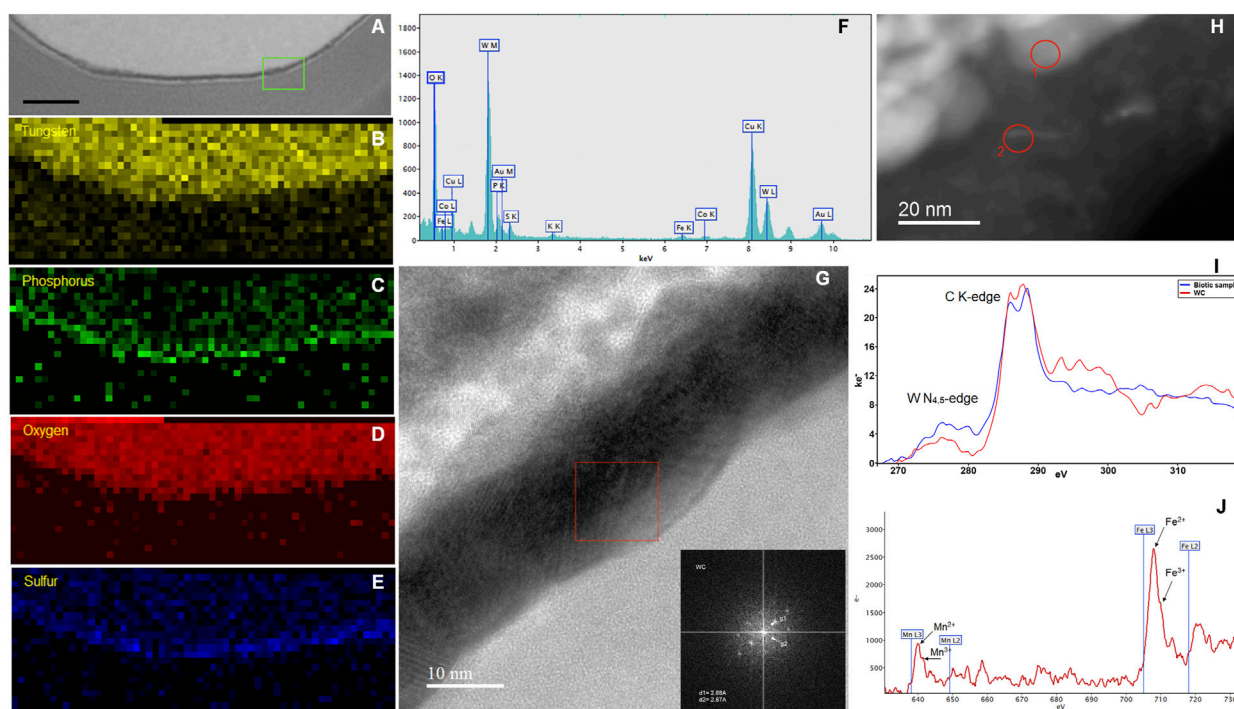 A
Tungsten
B
Phosphorus
C
Oxygen
D
Sulfur
E
F
1800
1600
1400
1200
1000
800
600
400
200
0
W M
O K
Cu L
Co L
Fe L
Au M
P K
S K
K K
Fe K
Co K
Cu K
W L
Au L
1 2 3 4 5 6 7 8 9 10
keV
G
10 nm
WC
d1= 2.88A
d2= 2.87A
H
1
2
20 nm
I
Biotic sample
WC
C K-edge
W N4,5-edge
ke-
24
20
16
12
8
4
0
270 280 290 300 310
eV
J
3000
2500
2000
1500
1000
500
e-
Mn L3
Mn2+
Mn L2
Mn3+
Fe L3
Fe2+
Fe L2
Fe3+
640 650 660 670 680 690 700 710 720 730
eV